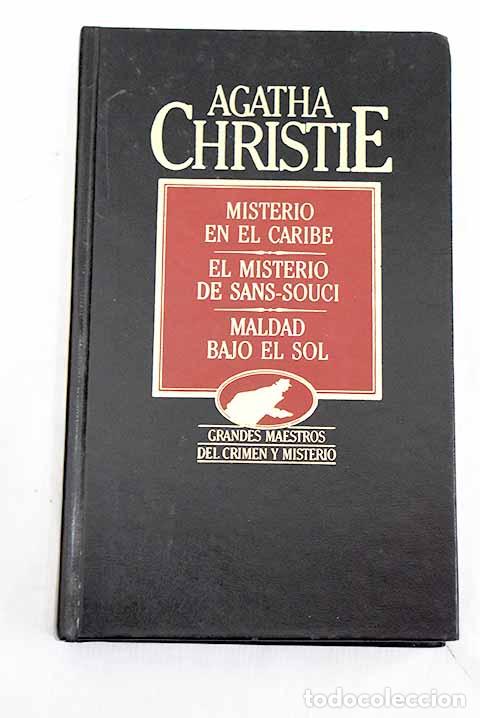 AGATHA
CHRISTIE
MISTERIO
EN EL CARIBE
EL MISTERIO
DE SANS-SOUCI
MALDAD
BAJO EL SOL
GRANDES MAESTROS
DEL CRIMEN Y MISTERIO
todocoleccion